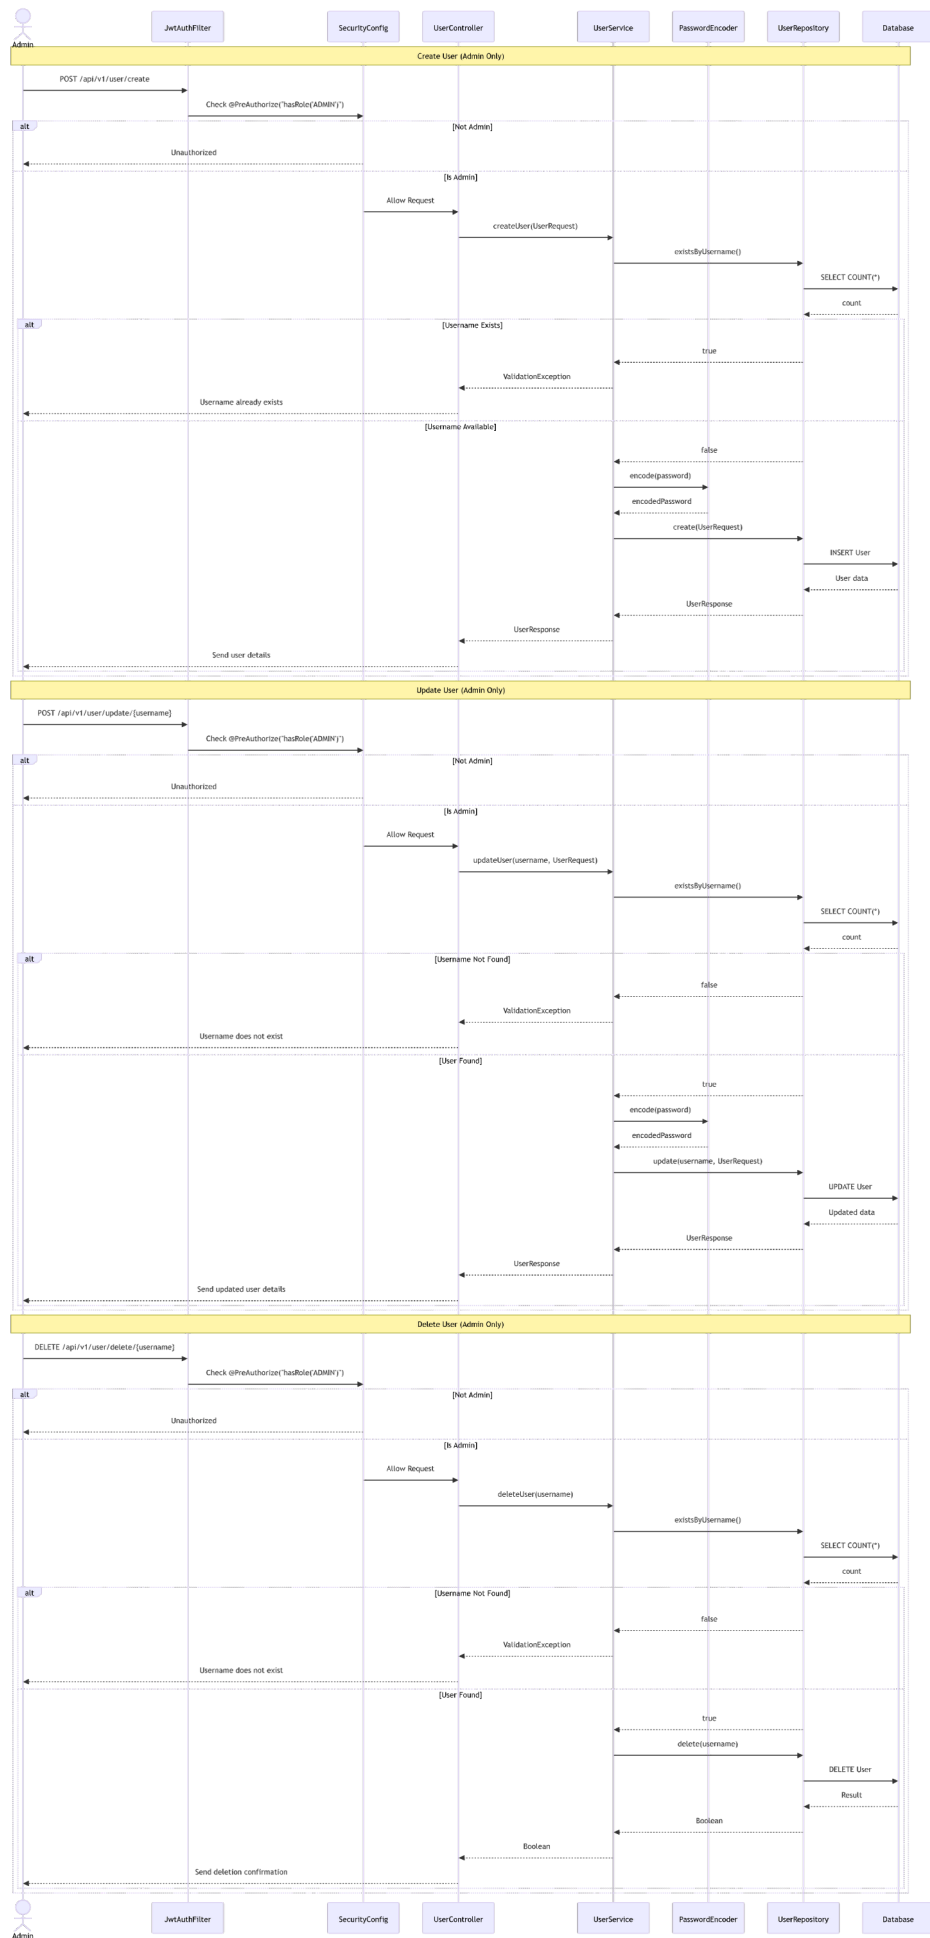 Admin
JwtAuthFilter
SecurityConfig
UserController
UserService
PasswordEncoder
UserRepository
Database
Create User (Admin Only)
POST /api/v1/user/create
Check @PreAuthorize("hasRole('ADMIN')")
alt
[Not Admin]
Unauthorized
[Is Admin]
Allow Request
createUser(UserRequest)
existsByUsername()
SELECT COUNT(*)
count
alt
[Username Exists]
true
ValidationException
Username already exists
[Username Available]
false
encode(password)
encodedPassword
create(UserRequest)
INSERT User
User data
UserResponse
UserResponse
Send user details
Update User (Admin Only)
POST /api/v1/user/update/[username]
Check @PreAuthorize("hasRole('ADMIN')")
alt
[Not Admin]
Unauthorized
[Is Admin]
Allow Request
updateUser(username, UserRequest)
existsByUsername()
SELECT COUNT(*)
count
alt
[Username Not Found]
false
ValidationException
Username does not exist
[User Found]
true
encode(password)
encodedPassword
update(username, UserRequest)
UPDATE User
Updated data
UserResponse
UserResponse
Send updated user details
Delete User (Admin Only)
DELETE /api/v1/user/delete/[username]
Check @PreAuthorize("hasRole('ADMIN')")
alt
[Not Admin]
Unauthorized
[Is Admin]
Allow Request
deleteUser(username)
existsByUsername()
SELECT COUNT(*)
count
alt
[Username Not Found]
false
ValidationException
Username does not exist
[User Found]
true
delete(username)
DELETE User
Result
Boolean
Boolean
Send deletion confirmation
Admin
JwtAuthFilter
SecurityConfig
UserController
UserService
PasswordEncoder
UserRepository
Database